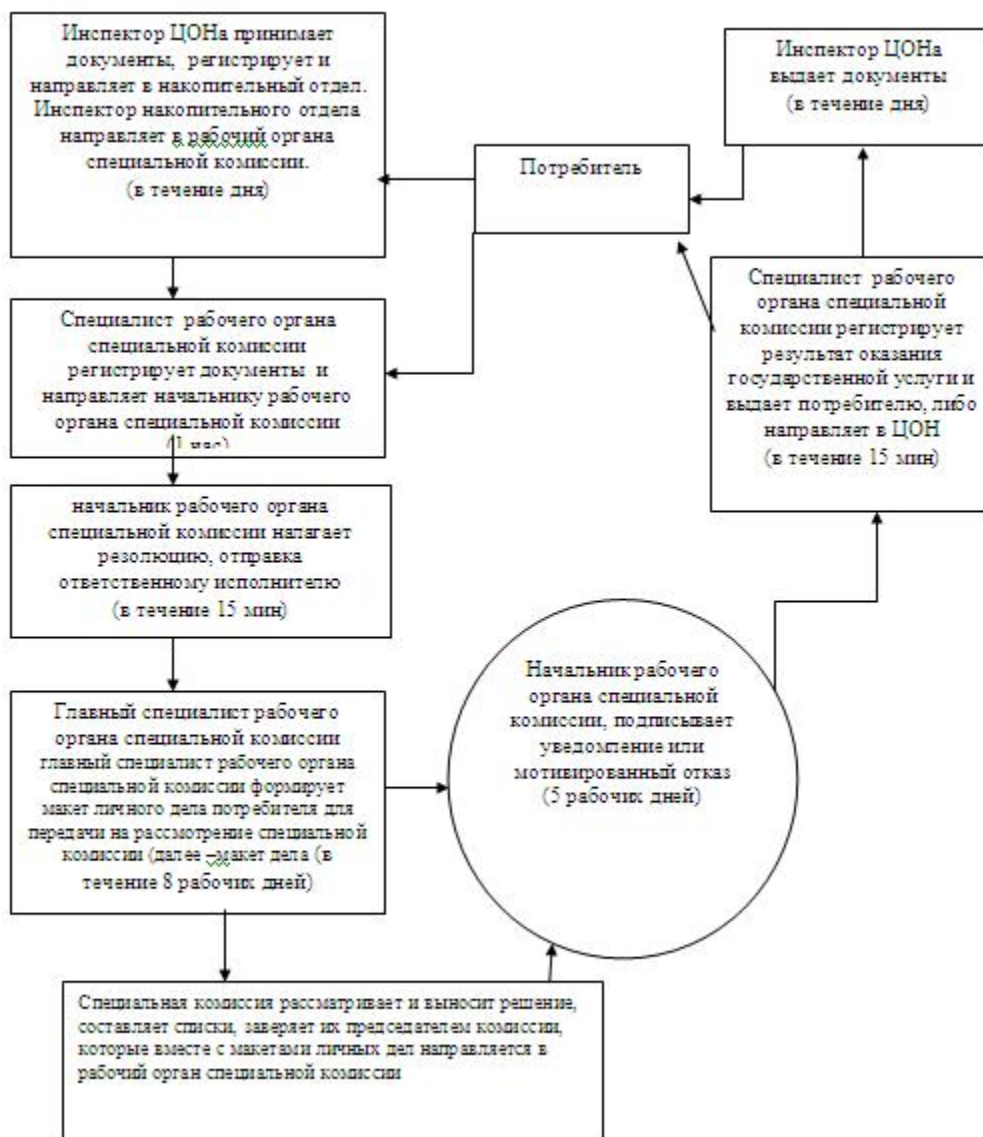 Инспектор ЦОНа принимает
документы, регистрирует и
направляет в накопительный отдел.
Инспектор накопительного отдела
направляет в рабочий органа
специальной комиссии.
(в течение дня)
Инспектор ЦОНа
выдает документы
(в течение дня)
Потребитель
Специалист рабочего органа
специальной комиссии
регистрирует документы и
направляет начальнику рабочего
органа специальной комиссии
(1 час)
Специалист рабочего
органа специальной
комиссии регистрирует
результат оказания
государственной услуги и
выдает потребителю, либо
направляет в ЦОН
(в течение 15 мин)
начальник рабочего органа
специальной комиссии налагает
резолюцию, отправка
ответственному исполнителю
(в течение 15 мин)
Главный специалист рабочего
органа специальной комиссии
главный специалист рабочего органа
специальной комиссии формирует
макет личного дела потребителя для
передачи на рассмотрение специальной
комиссии (далее –макет дела (в
течение 8 рабочих дней)
Начальник рабочего
органа специальной
комиссии, подписывает
уведомление или
мотивированный отказ
(5 рабочих дней)
Специальная комиссия рассматривает и выносит решение,
составляет списки, заверяет их председателем комиссии,
которые вместе с макетами личных дел направляется в
рабочий орган специальной комиссии